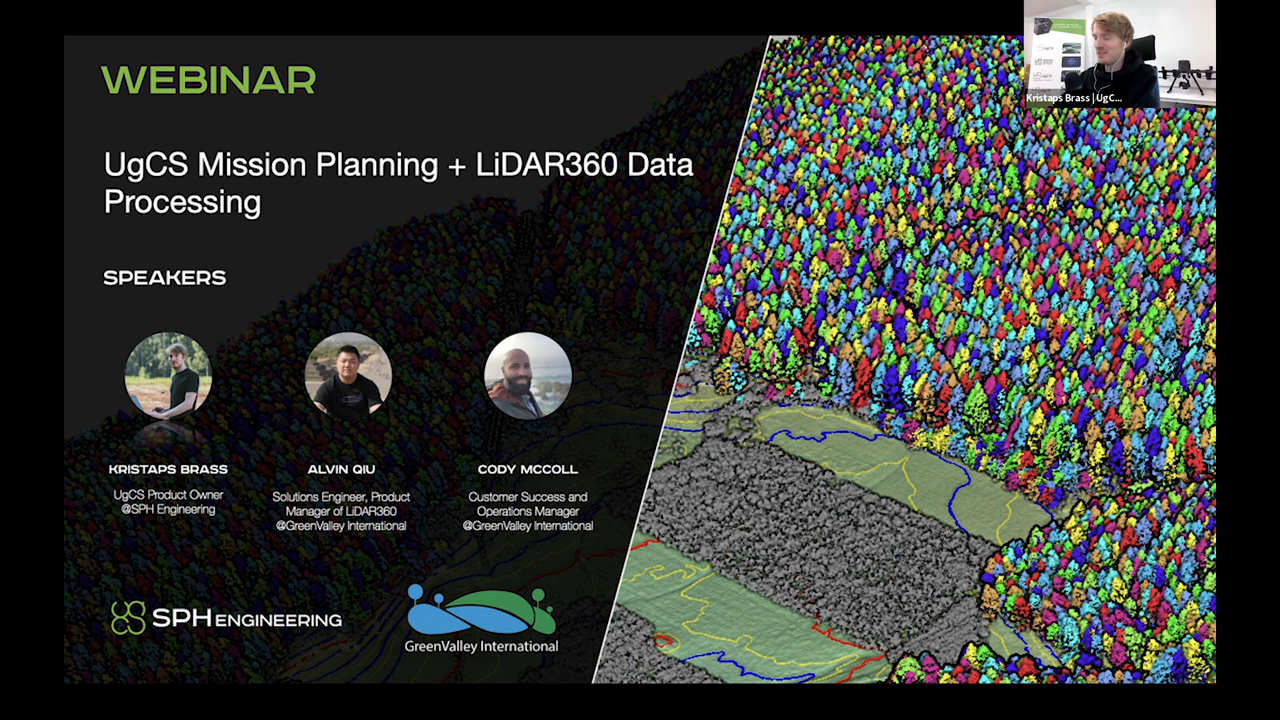 WEBINAR
UgCS Mission Planning + LiDAR360 Data
Processing
SPEAKERS
KRISTAPS BRASS
UgCS Product Owner
@SPH Engineering
ALVIN QIU
Solutions Engineer, Product
Manager of LiDAR360
@GreenValley International
CODY MCCOLL
Customer Success and
Operations Manager
@GreenValley International
SPH ENGINEERING
GreenValley International
Kristaps Brass | UgC...